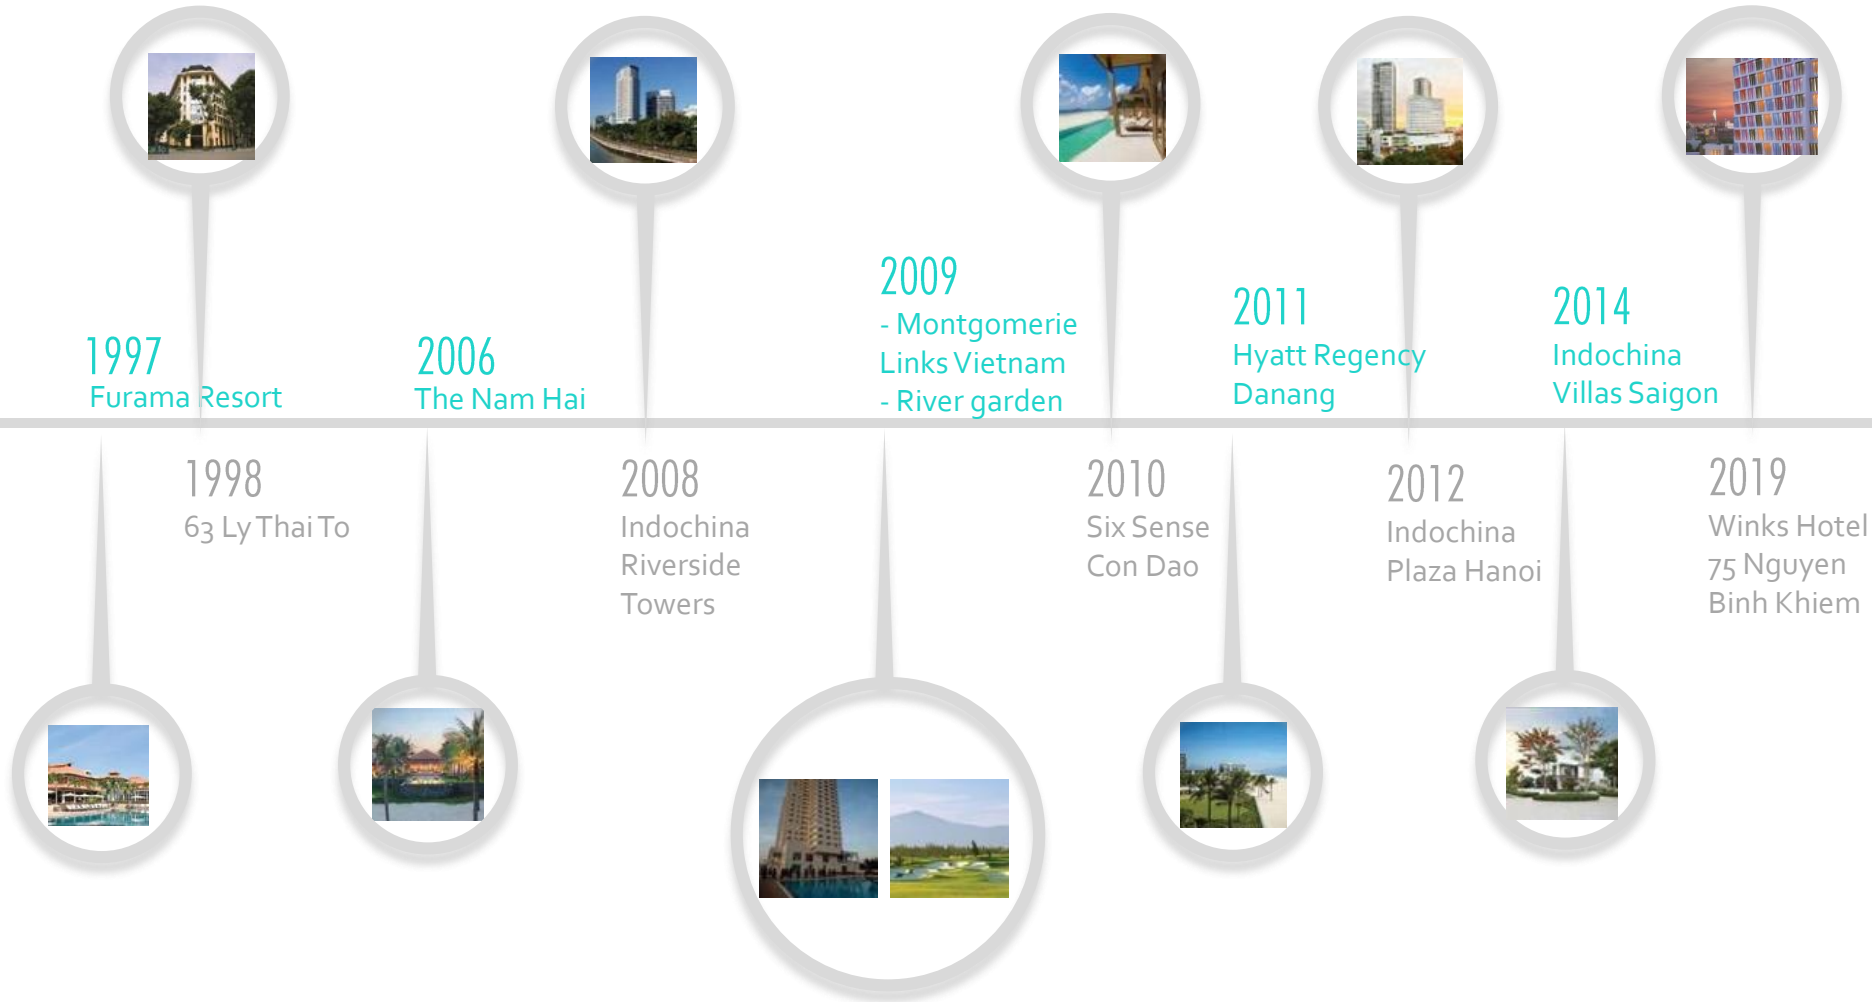 1997
Furama Resort
2006
The Nam Hai
2009
- Montgomerie
Links Vietnam
- River garden
2011
Hyatt Regency
Danang
2014
Indochina
Villas Saigon
1998
63 Ly Thai To
2008
Indochina
Riverside
Towers
2010
Six Sense
Con Dao
2012
Indochina
Plaza Hanoi
2019
Winks Hotel
75 Nguyen
Binh Khiem